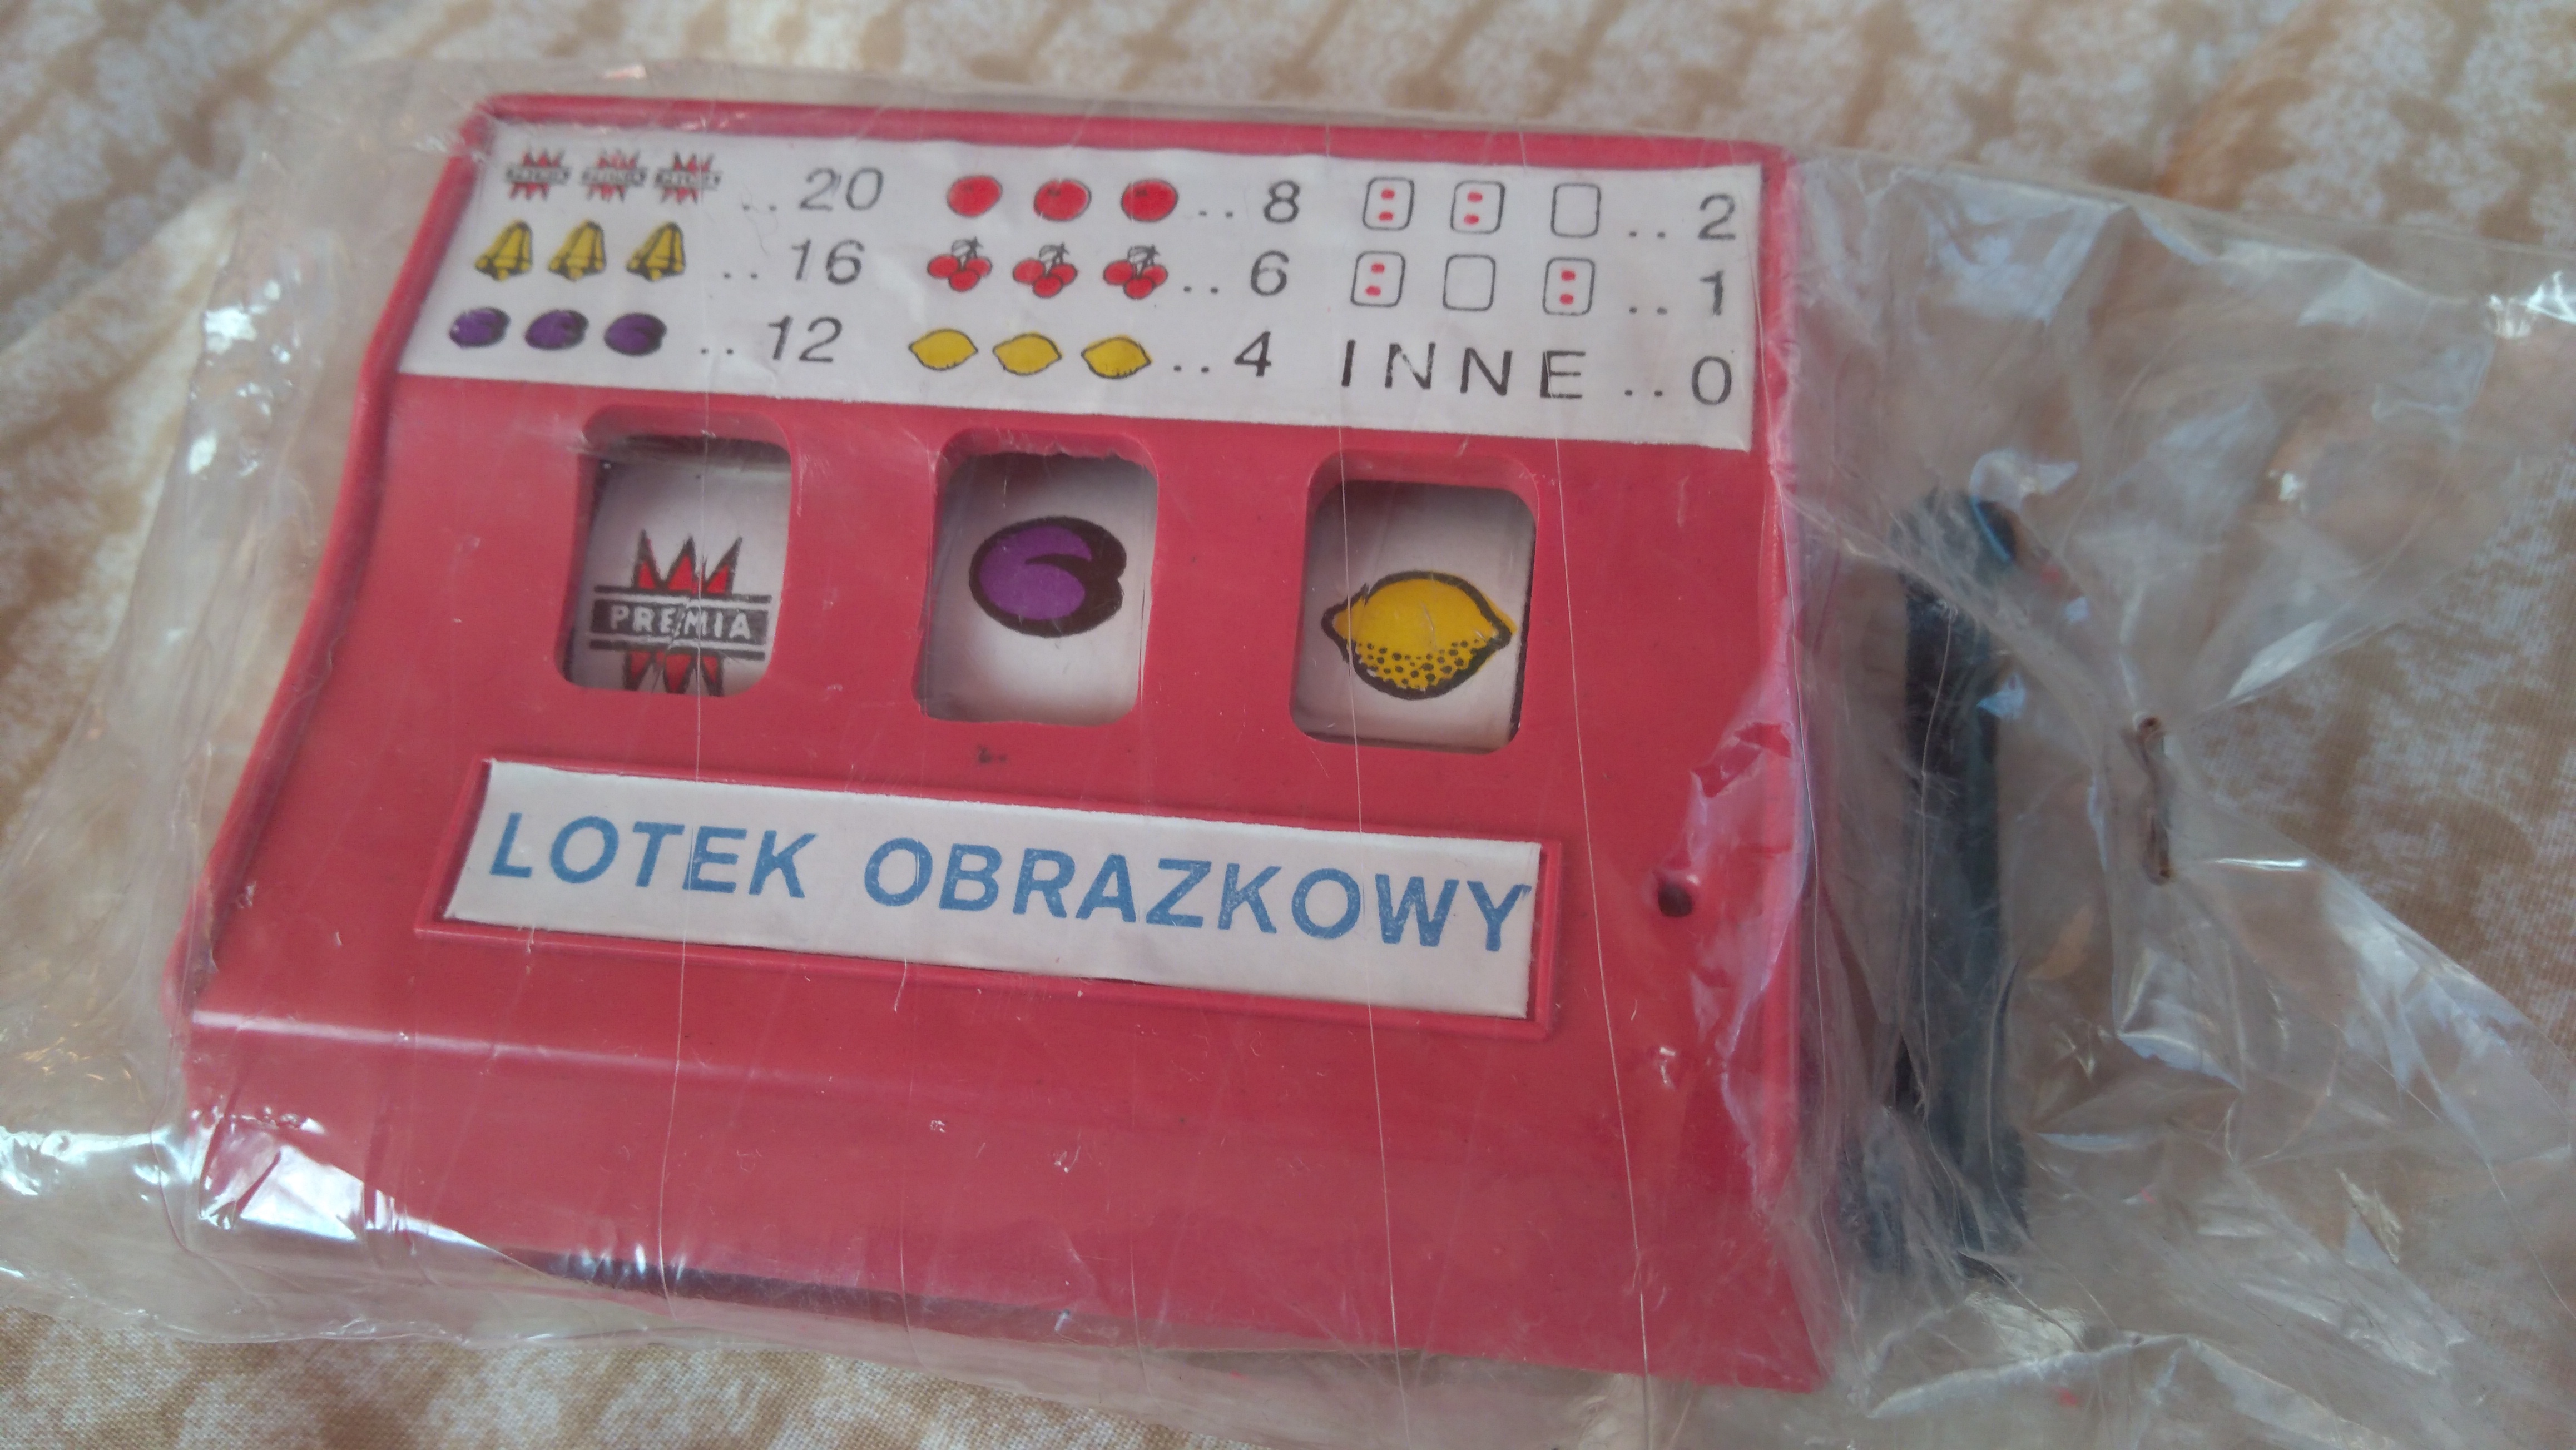 .. 20 .. 8 .. 2
.. 16 .. 6 .. 1
.. 12 .. 4 INNE .. 0
PREMIA
LOTEK OBRAZKOWY